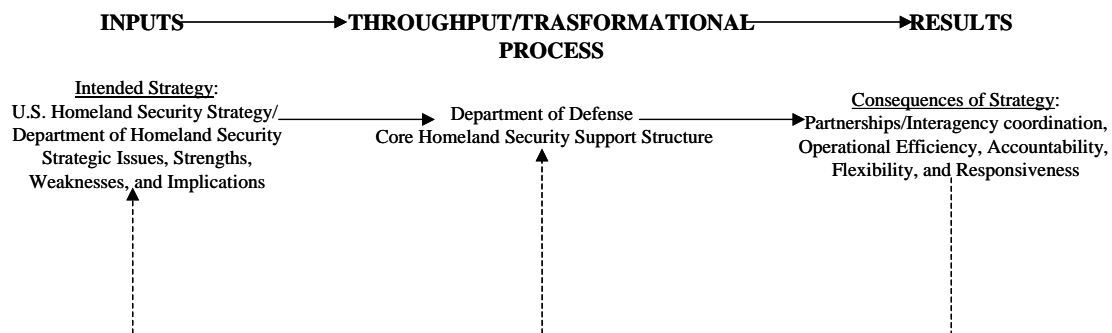 INPUTS THROUGHPUT/TRASFORMATIONAL RESULTS
PROCESS
Intended Strategy:
U.S. Homeland Security Strategy/
Department of Homeland Security
Strategic Issues, Strengths,
Weaknesses, and Implications
Department of Defense
Core Homeland Security Support Structure
Consequences of Strategy:
Partnerships/Interagency coordination,
Operational Efficiency, Accountability,
Flexibility, and Responsiveness